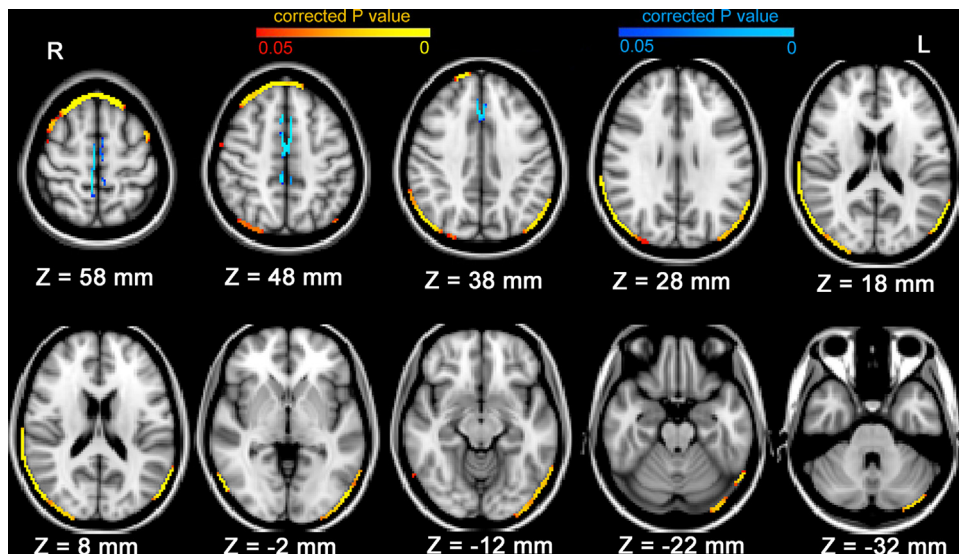 corrected P value
0.05 0
corrected P value
0.05 0
R
L
Z = 58 mm
Z = 48 mm
Z = 38 mm
Z = 28 mm
Z = 18 mm
Z = 8 mm
Z = -2 mm
Z = -12 mm
Z = -22 mm
Z = -32 mm